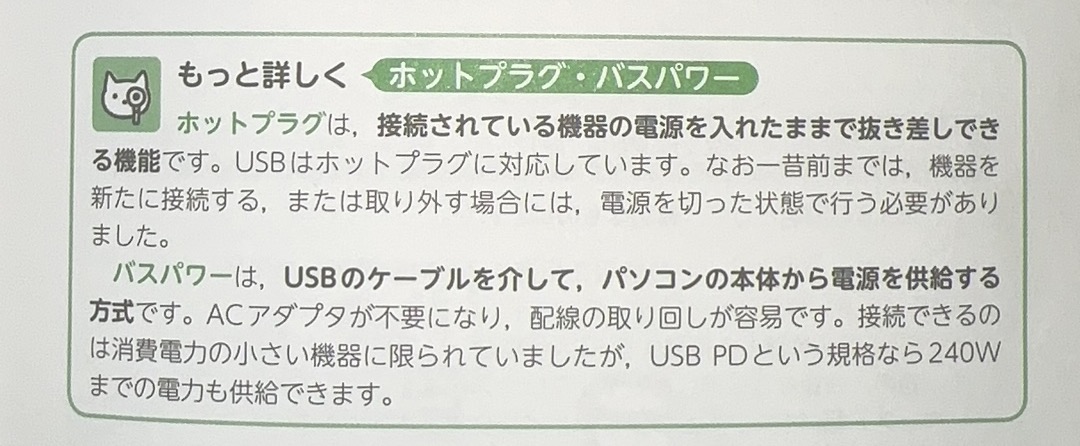 もっと詳しく ホットプラグ・バスパワー
ホットプラグは，接続されている機器の電源を入れたままで抜き差しでき
る機能です。USBはホットプラグに対応しています。なお一昔前までは，機器を
新たに接続する，または取り外す場合には，電源を切った状態で行う必要があり
ました。
バスパワーは，USBのケーブルを介して，パソコンの本体から電源を供給する
方式です。ACアダプタが不要になり，配線の取り回しが容易です。接続できるの
は消費電力の小さい機器に限られていましたが，USB PDという規格なら240W
までの電力も供給できます。